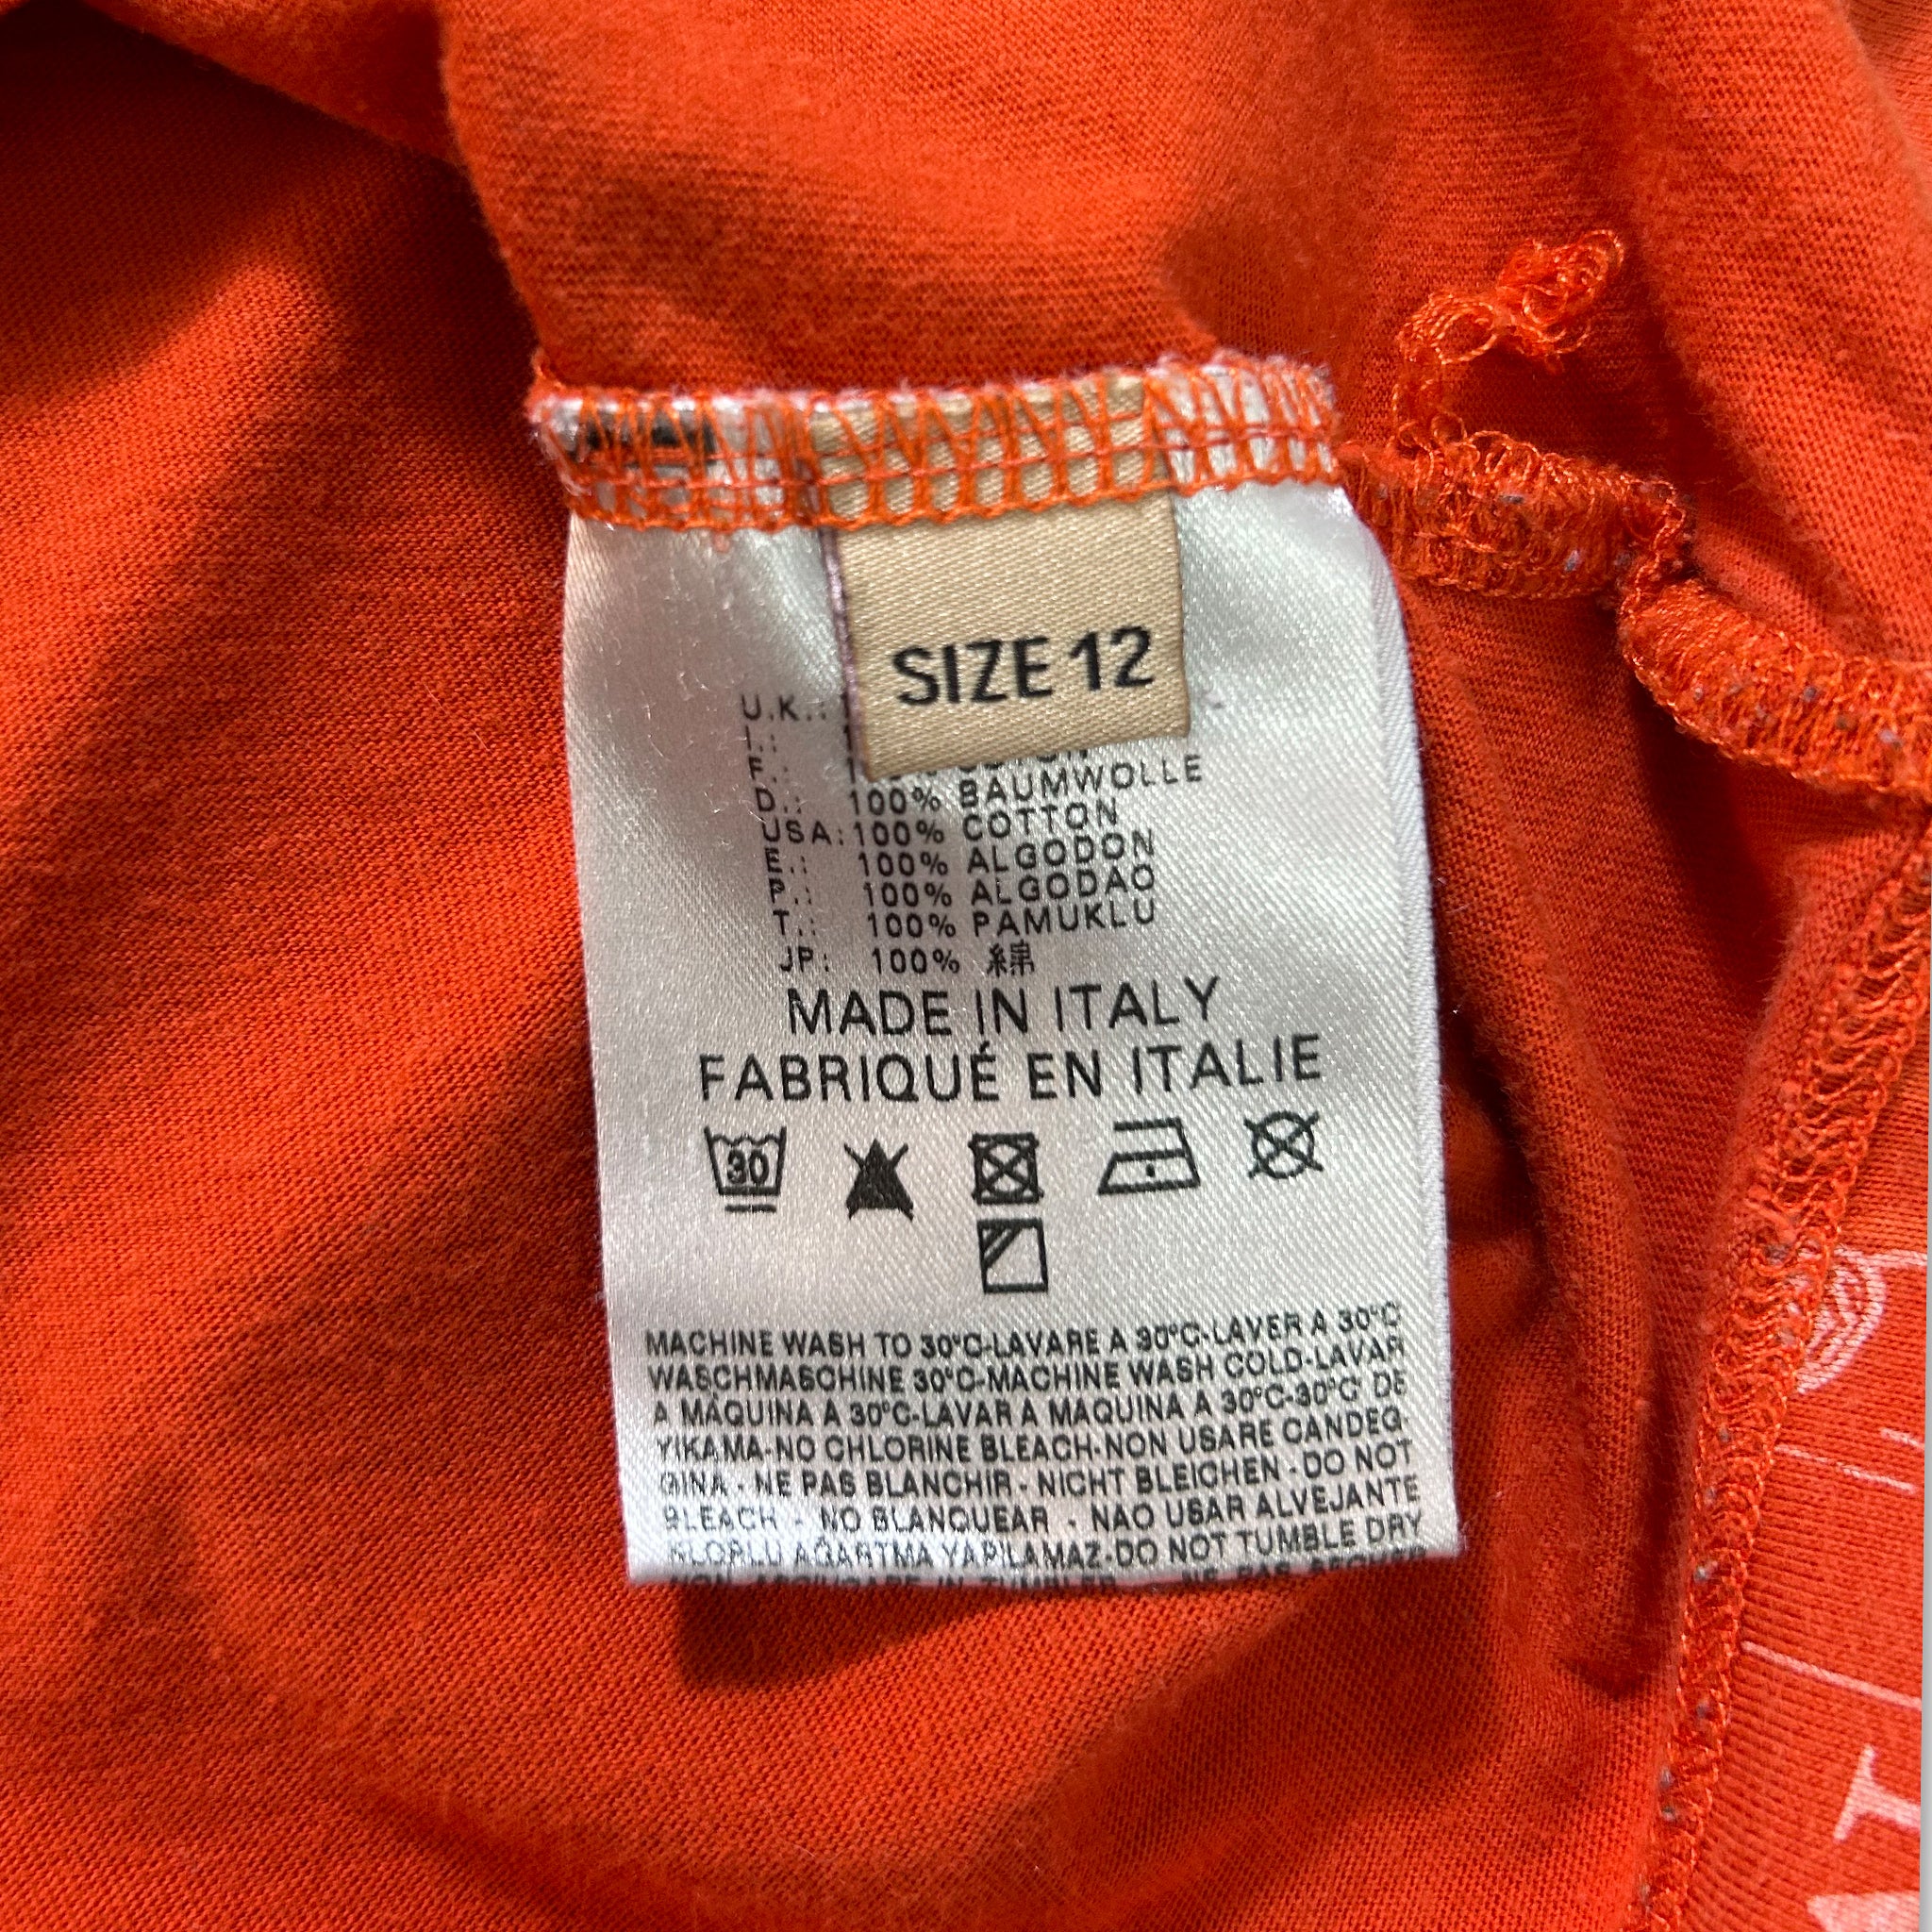 SIZE 12
U.K.:
F.:
D.: 100% BAUMWOLLE
USA: 100% COTTON
E.: 100% ALGODON
P.: 100% ALGODAO
T.: 100% PAMUKLU
JP: 100% 綿
MADE IN ITALY
FABRIQUÉ EN ITALIE
30
MACHINE WASH TO 30°C-LAVARE A 30°C-LAVER A 30°C
WASCHMASCHINE 30°C-MACHINE WASH COLD-LAVAR
A MAQUINA A 30°C-LAVAR A MAQUINA A 30°C-30°C' DE
YIKAMA-NO CHLORINE BLEACH-NON USARE CANDEG
GINA - NE PAS BLANCHIR - NICHT BLEICHEN - DO NOT
BLEACH - NO BLANQUEAR - NAO USAR ALVEJANTE
KLORLU AĞARTMA YAPILAMAZ-DO NOT TUMBLE DRY